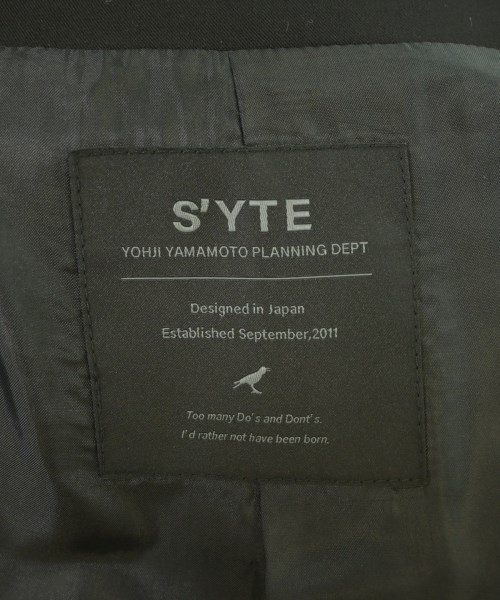 S'YTE
YOHJI YAMAMOTO PLANNING DEPT
Designed in Japan
Established September,2011
Too many Do's and Dont's.
I'd rather not have been born.